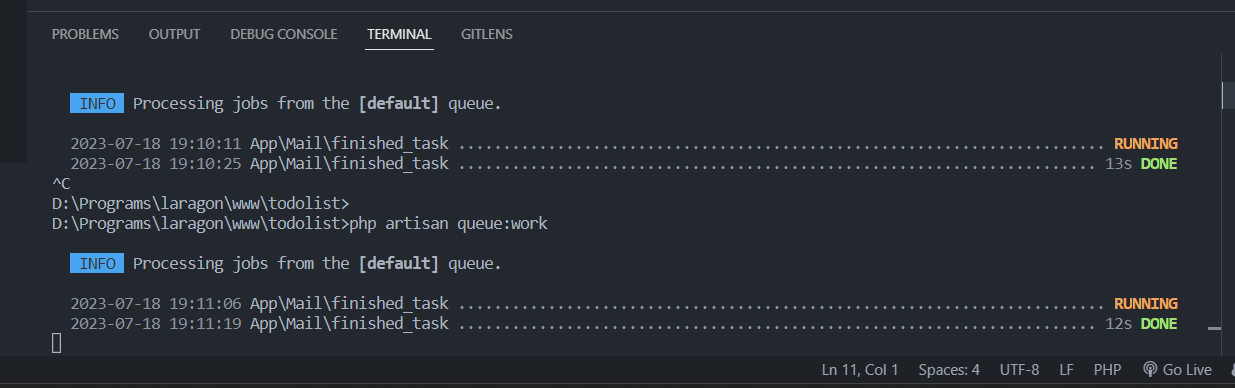 PROBLEMS OUTPUT DEBUG CONSOLE TERMINAL GITLENS
INFO Processing jobs from the [default] queue.
2023-07-18 19:10:11 App\Mail\finished_task ........................................................................ RUNNING
2023-07-18 19:10:25 App\Mail\finished_task ....................................................................... 13s DONE
^C
D:\Programs\laragon\www\todolist>
D:\Programs\laragon\www\todolist>php artisan queue:work
INFO Processing jobs from the [default] queue.
2023-07-18 19:11:06 App\Mail\finished_task ........................................................................ RUNNING
2023-07-18 19:11:19 App\Mail\finished_task ....................................................................... 12s DONE
Ln 11, Col 1 Spaces: 4 UTF-8 LF PHP Go Live